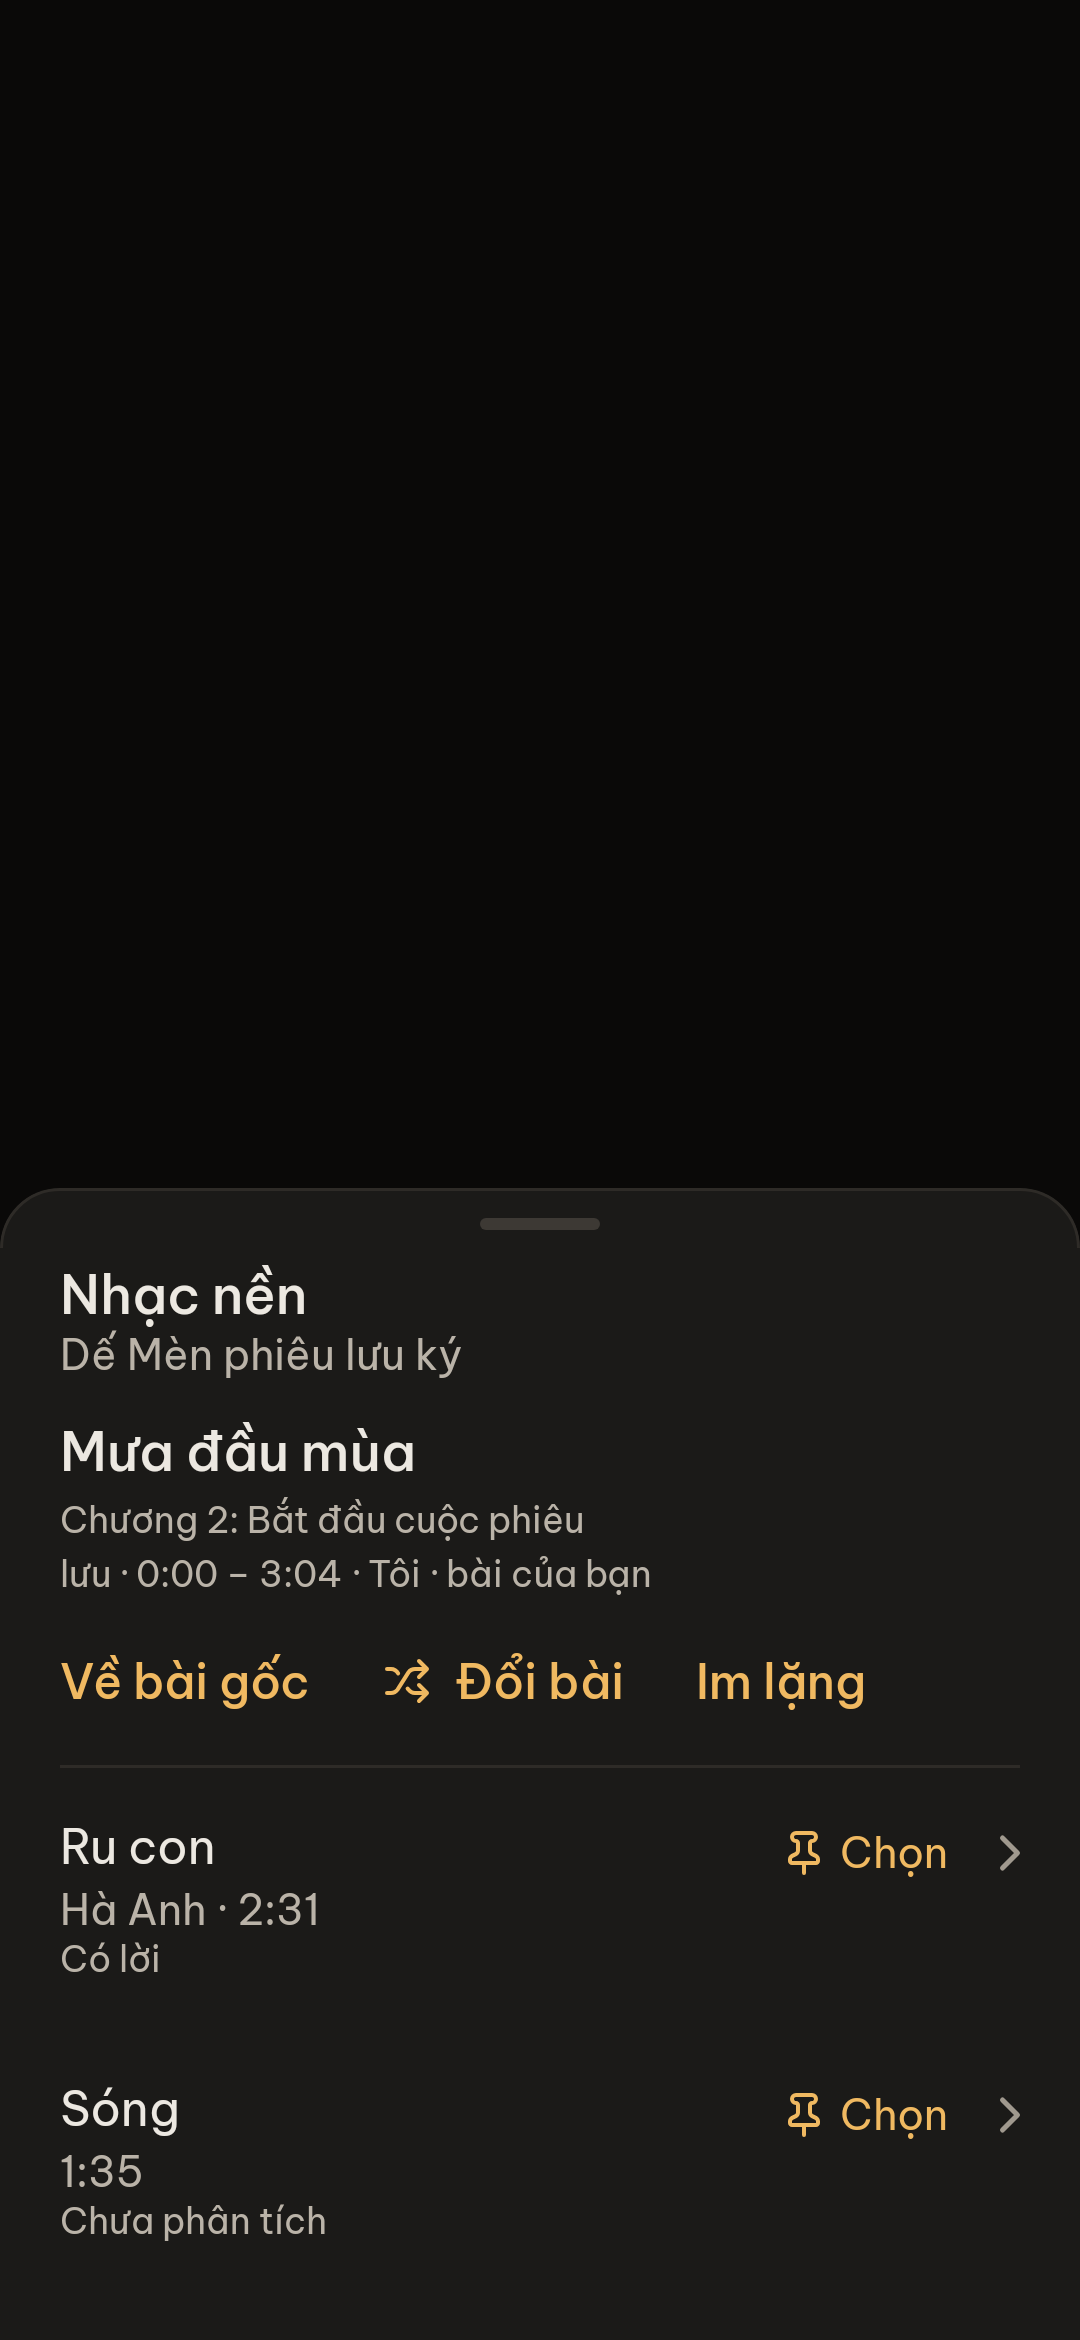 Nhạc nền
Dế Mèn phiêu lưu ký
Mưa đầu mùa
Chương 2: Bắt đầu cuộc phiêu
lưu · 0:00 – 3:04 · Tôi · bài của bạn
Về bài gốc Đổi bài Im lặng
Ru con Chọn
Hà Anh · 2:31
Có lời
Sóng Chọn
1:35
Chưa phân tích